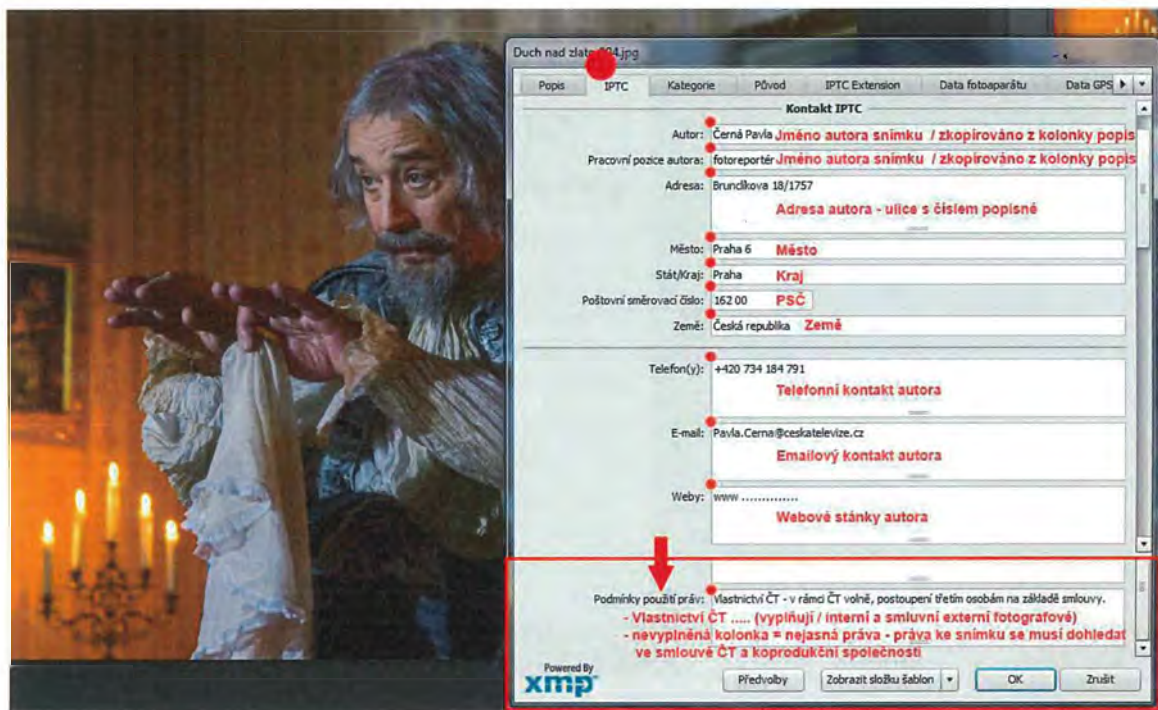 Duch nad zlato 094.jpg
Popis IPTC Kategorie Původ IPTC Extension Data fotoaparátu Data GPS
Kontakt IPTC
Autor: Černá Pavla Jméno autora snímku / zkopírováno z kolonky popis
Pracovní pozice autora: fotoreportér Jméno autora snímku / zkopírováno z kolonky popis
Adresa: Brunclíkova 18/1757
Adresa autora - ulice s číslem popisné
Město: Praha 6 Město
Stát/Kraj: Praha Kraj
Poštovní směrovací číslo: 162 00 PSČ
Země: Česká republika Země
Telefon(y): +420 734 184 791
Telefonní kontakt autora
E-mail: Pavla.Cerna@ceskatelevize.cz
Emailový kontakt autora
Weby: www ..............
Webové stánky autora
Podmínky použití práv: Vlastnictví ČT - v rámci ČT volně, postoupení třetím osobám na základě smlouvy.
- Vlastnictví ČT ..... (vyplňují / interní a smluvní externí fotografové)
- nevyplněná kolonka = nejasná práva - práva ke snímku se musí dohledat
ve smlouvě ČT a koprodukční společnosti
Powered By
xmp Předvolby Zobrazit složku šablon OK Zrušit